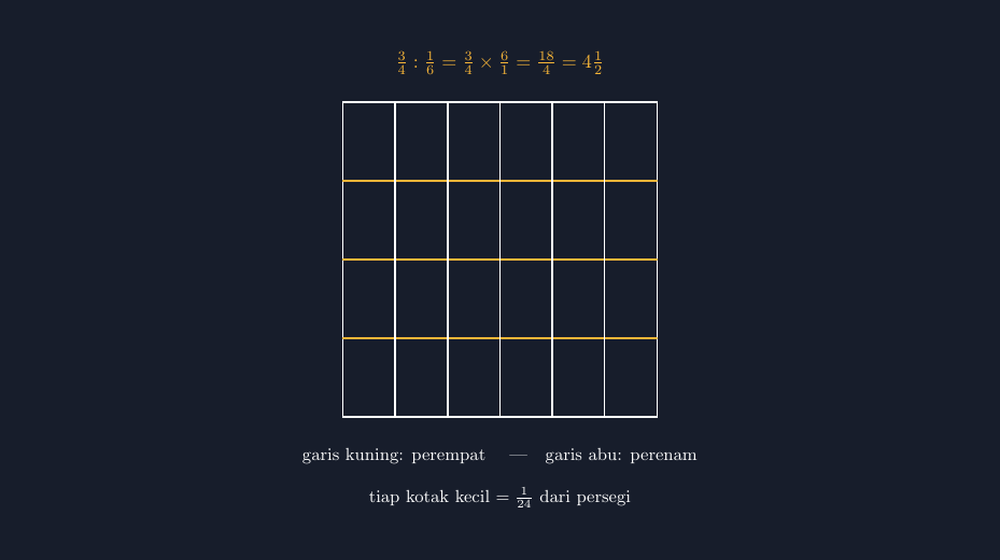 3/4 : 1/6 = 3/4 × 6/1 = 18/4 = 4 1/2
garis kuning: perempat — garis abu: perenam
tiap kotak kecil = 1/24 dari persegi